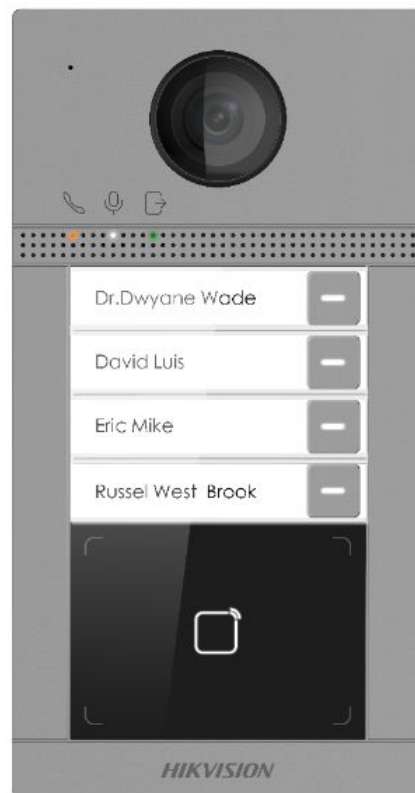 Dr.Dwyane Wade
David Luis
Eric Mike
Russel West Brook
HIKVISION